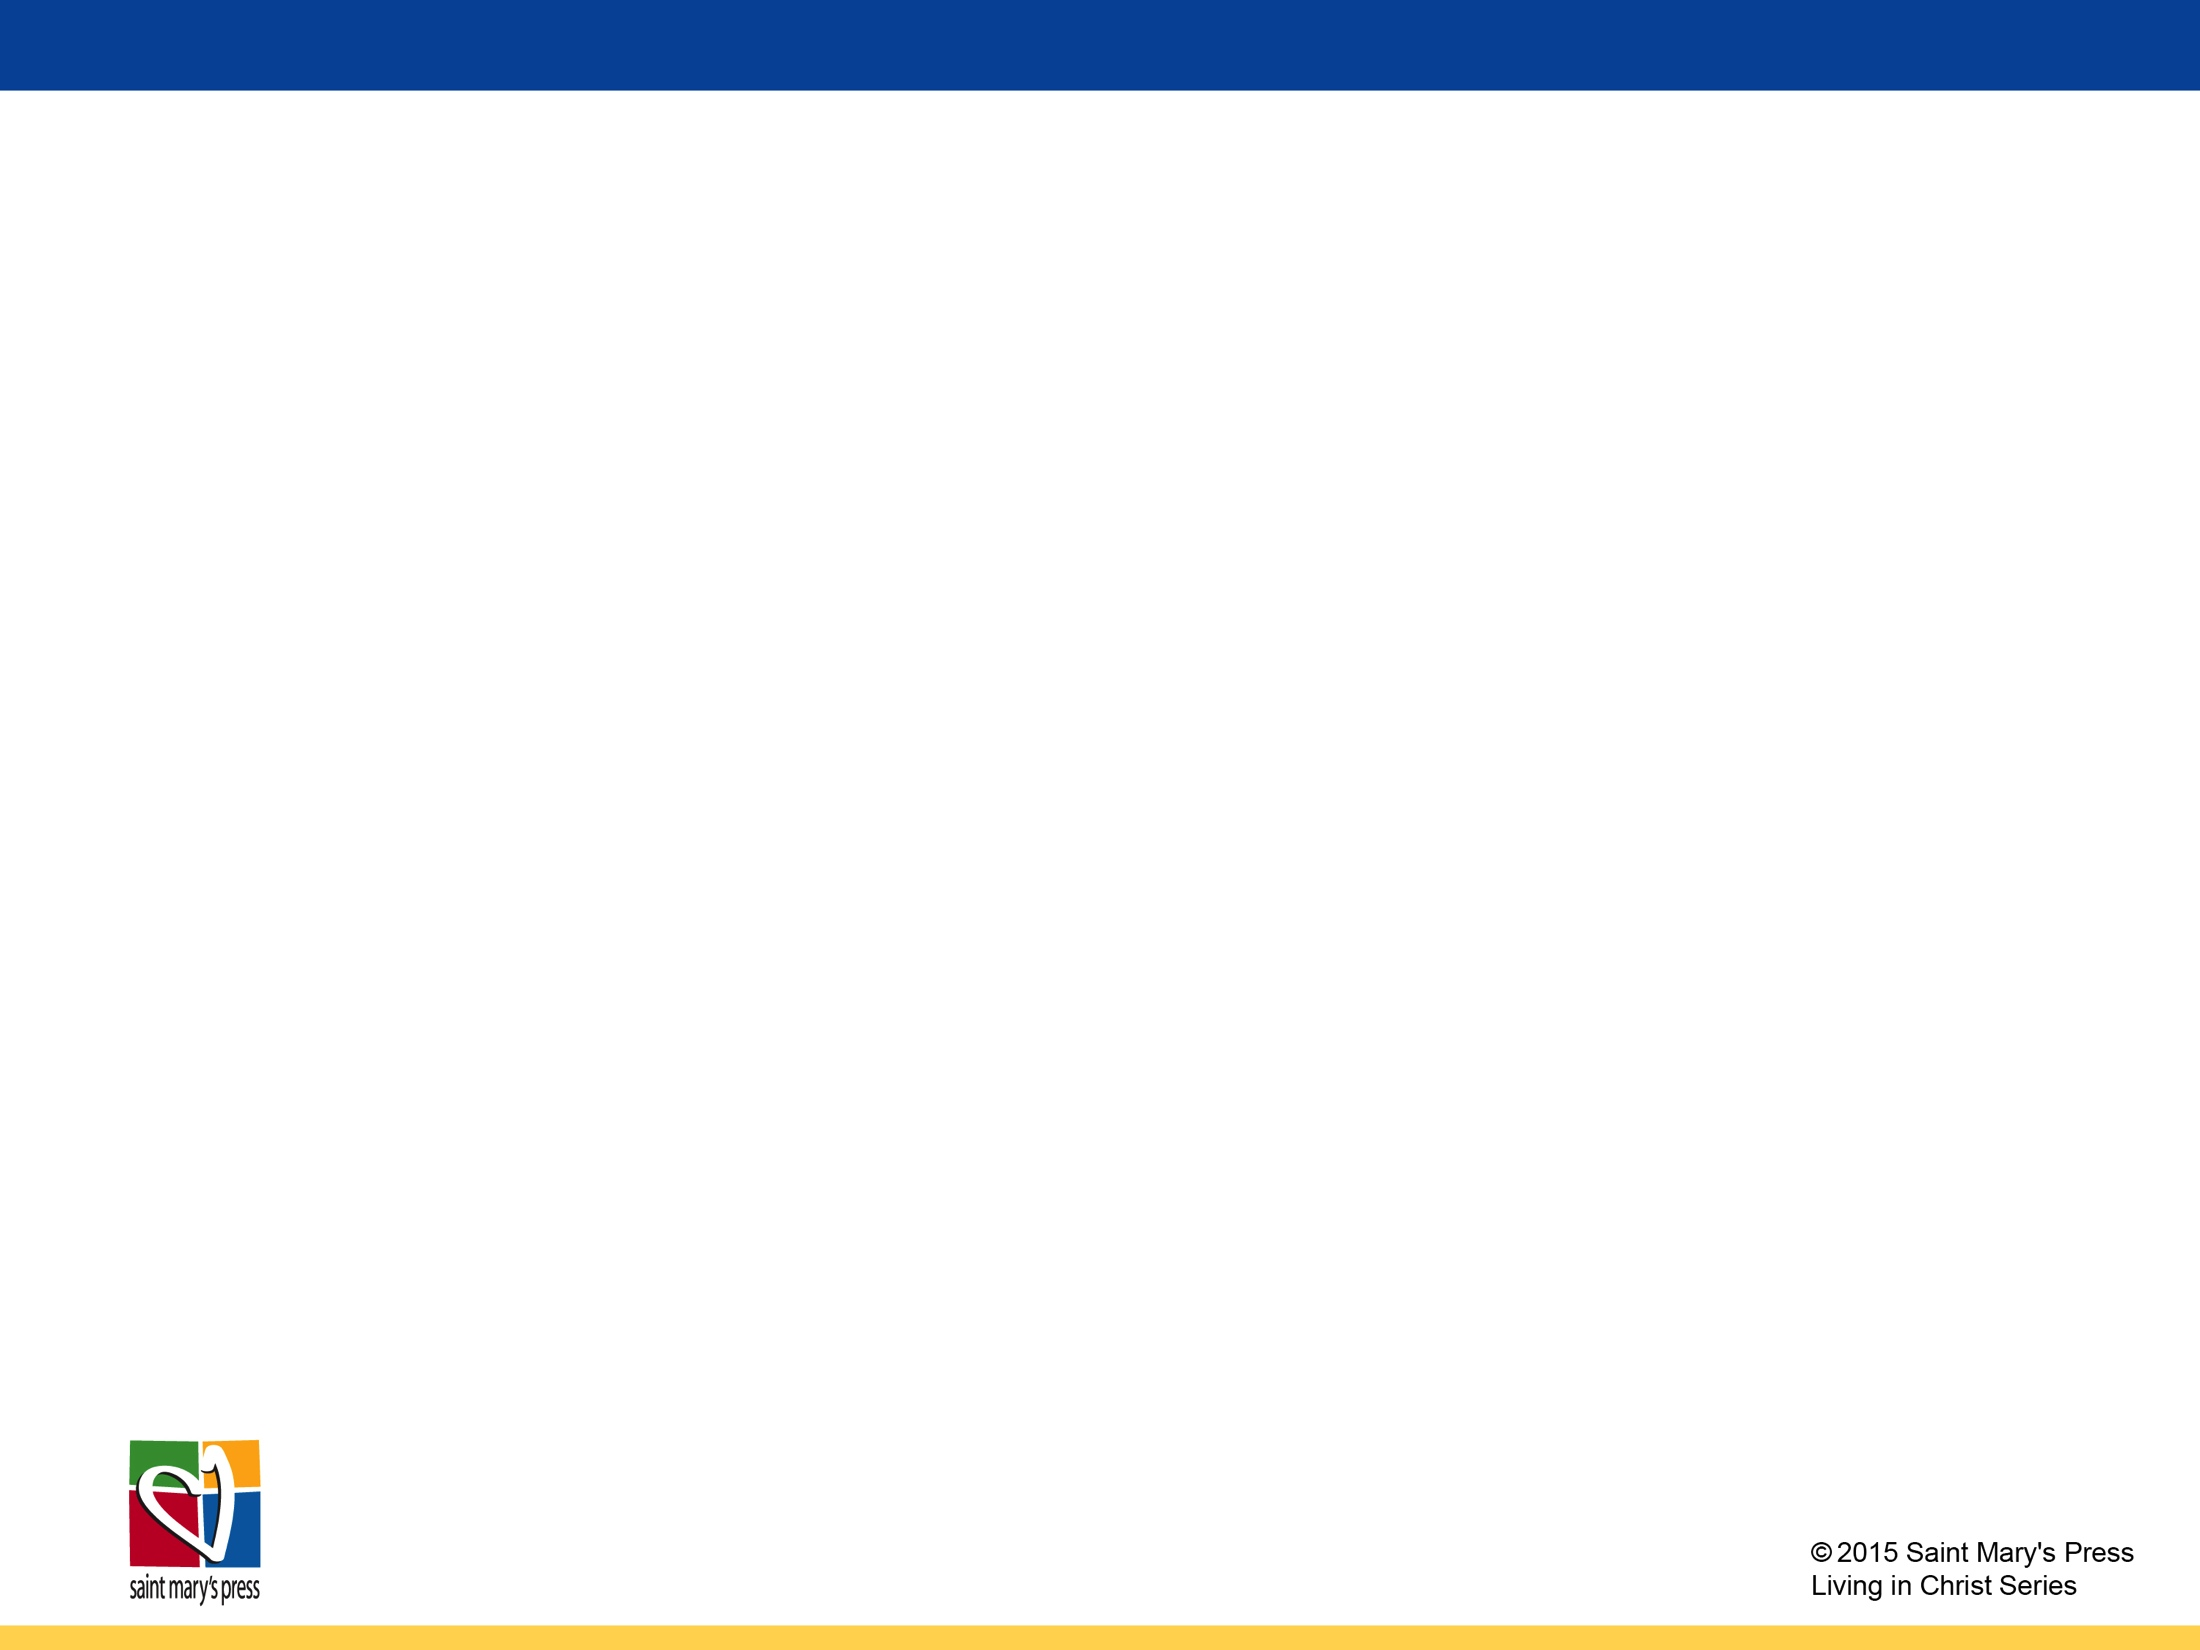 saint mary's press
© 2015 Saint Mary's Press
Living in Christ Series